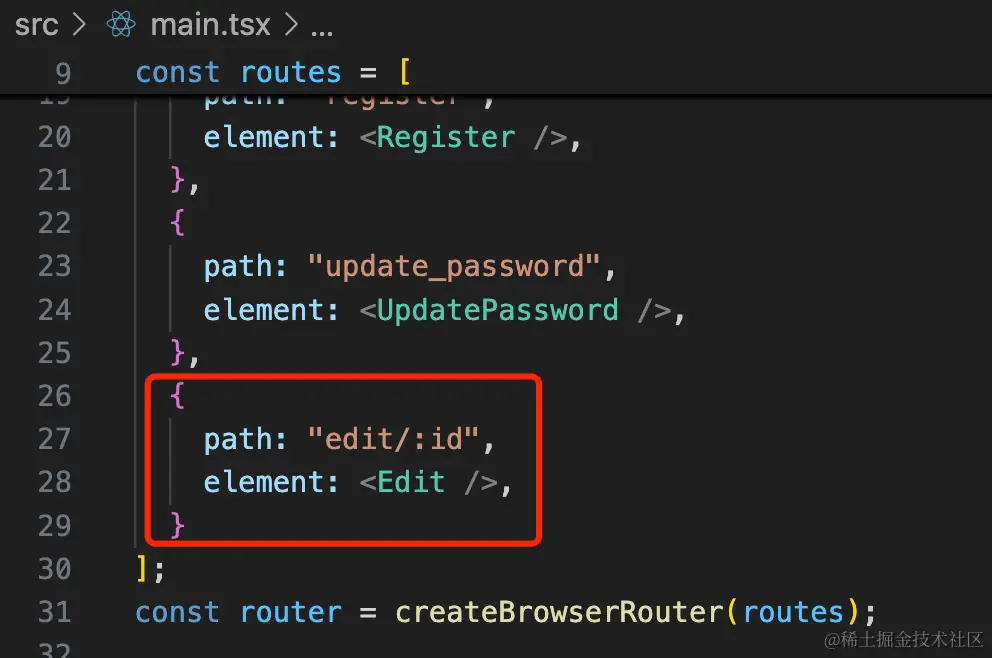 src > main.tsx > ...
9 const routes = [
19 path: "register",
20 element: <Register />,
21 },
22 {
23 path: "update_password",
24 element: <UpdatePassword />,
25 },
26 {
27 path: "edit/:id",
28 element: <Edit />,
29 }
30 ];
31 const router = createBrowserRouter(routes);
32
@稀土掘金技术社区